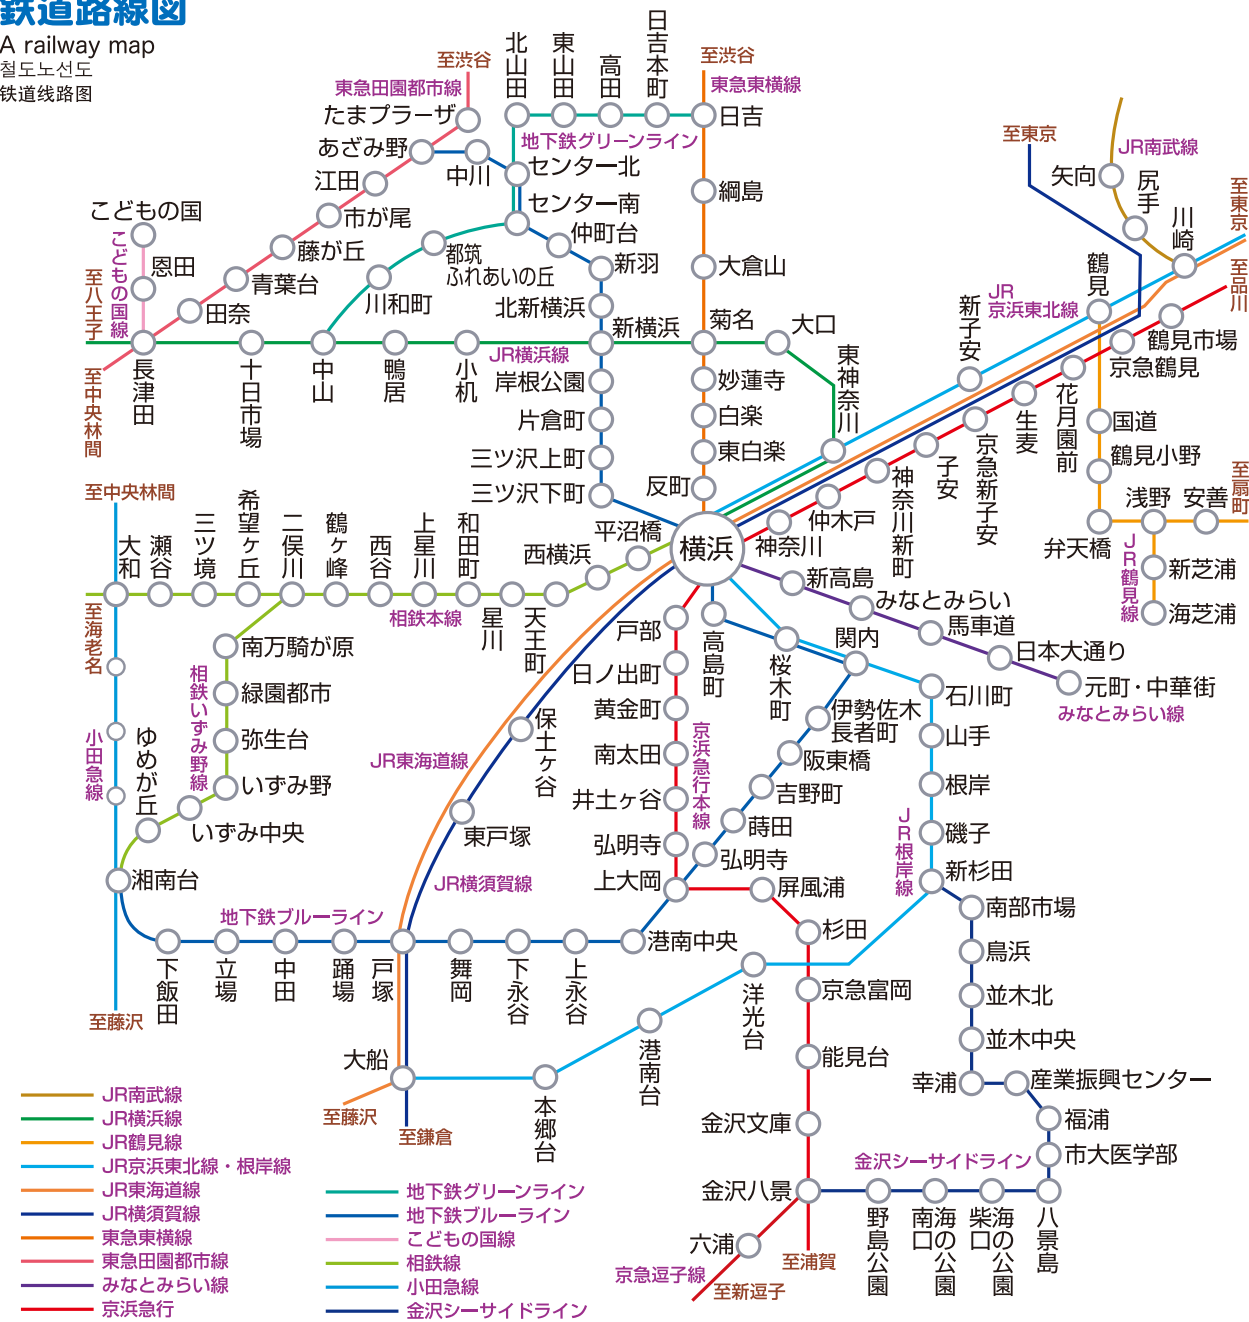 鉄道路線図
A railway map
철도노선도
铁道线路图
至渋谷
東急田園都市線
たまプラーザ
あざみ野
江田
市が尾
藤が丘
青葉台
田奈
長津田
至中央林間
こどもの国
こどもの国線
恩田
至八王子
北山田
東山田
高田
日吉本町
日吉
地下鉄グリーンライン
至渋谷
東急東横線
中川
センター北
センター南
仲町台
新羽
北新横浜
新横浜
都筑
ふれあいの丘
川和町
綱島
大倉山
菊名
大口
東神奈川
十日市場
中山
鴨居
小机
JR横浜線
岸根公園
片倉町
三ツ沢上町
三ツ沢下町
妙蓮寺
白楽
東白楽
反町
横浜
至東京
JR南武線
矢向
尻手
川崎
至東京
至品川
鶴見
JR
京浜東北線
新子安
鶴見市場
京急鶴見
花月園前
生麦
京急新子安
子安
神奈川新町
仲木戸
神奈川
国道
鶴見小野
弁天橋
浅野
安善
至扇町
JR鶴見線
新芝浦
海芝浦
至中央林間
大和
瀬谷
三ツ境
希望ヶ丘
二俣川
鶴ヶ峰
西谷
上星川
和田町
星川
天王町
西横浜
平沼橋
相鉄本線
至海老名
小田急線
南万騎が原
緑園都市
弥生台
いずみ野
いずみ中央
ゆめが丘
湘南台
相鉄いずみ野線
至藤沢
新高島
みなとみらい
馬車道
日本大通り
元町・中華街
みなとみらい線
戸部
日ノ出町
黄金町
南太田
井土ヶ谷
弘明寺
上大岡
京浜急行本線
高島町
桜木町
関内
伊勢佐木
長者町
阪東橋
吉野町
蒔田
弘明寺
石川町
山手
根岸
磯子
新杉田
JR根岸線
JR東海道線
保土ヶ谷
東戸塚
JR横須賀線
地下鉄ブルーライン
下飯田
立場
中田
踊場
戸塚
舞岡
下永谷
上永谷
港南中央
屏風浦
杉田
京急富岡
能見台
金沢文庫
金沢八景
六浦
京急逗子線
至新逗子
至浦賀
洋光台
港南台
本郷台
大船
至藤沢
至鎌倉
南部市場
鳥浜
並木北
並木中央
幸浦
産業振興センター
福浦
市大医学部
金沢シーサイドライン
野島公園
海の公園
南口
海の公園
柴口
八景島
JR南武線
JR横浜線
JR鶴見線
JR京浜東北線・根岸線
JR東海道線
JR横須賀線
東急東横線
東急田園都市線
みなとみらい線
京浜急行
地下鉄グリーンライン
地下鉄ブルーライン
こどもの国線
相鉄線
小田急線
金沢シーサイドライン